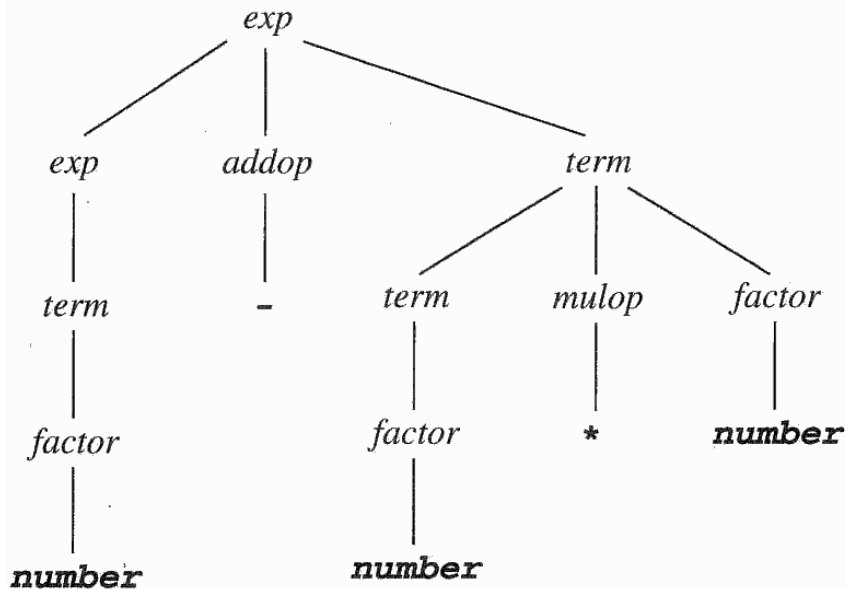 exp
exp addop term
term - term mulop factor
factor factor * number
number number